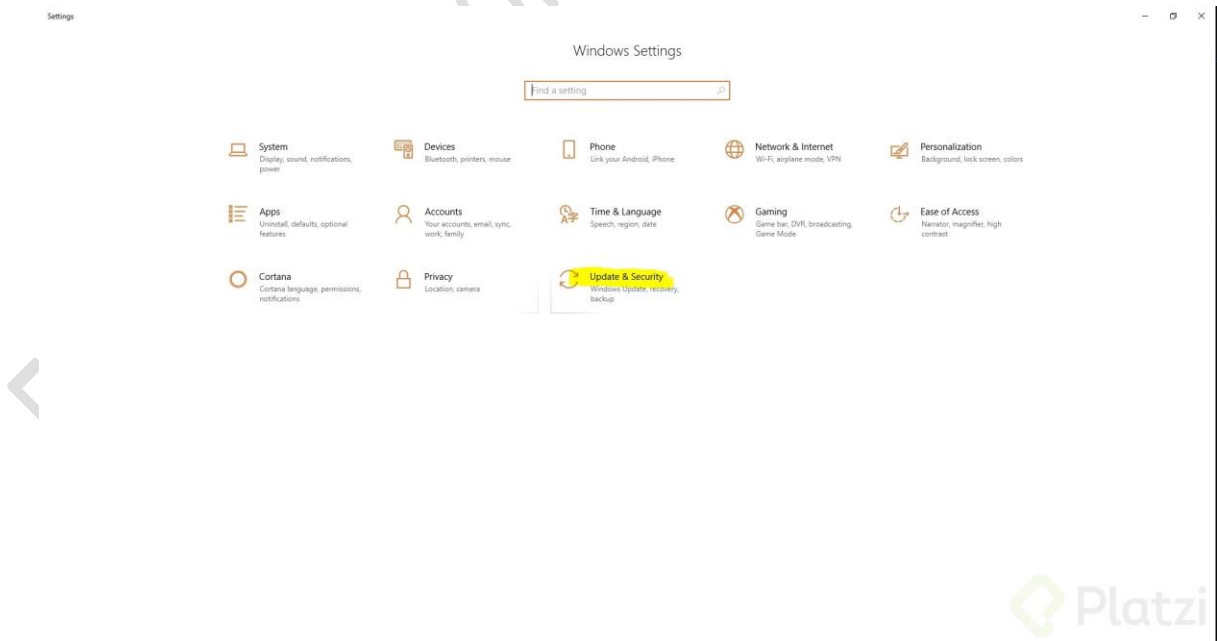 Settings
Windows Settings
Find a setting
System
Display, sound, notifications,
power
Devices
Bluetooth, printers, mouse
Phone
Link your Android, iPhone
Network & Internet
Wi-Fi, airplane mode, VPN
Personalization
Background, lock screen, colors
Apps
Uninstall, defaults, optional
features
Accounts
Your accounts, email, sync,
work, family
Time & Language
Speech, region, date
Gaming
Game bar, DVR, broadcasting,
Game Mode
Ease of Access
Narrator, magnifier, high
contrast
Cortana
Cortana language, permissions,
notifications
Privacy
Location, camera
Update & Security
Windows Update, recovery,
backup
Platzi